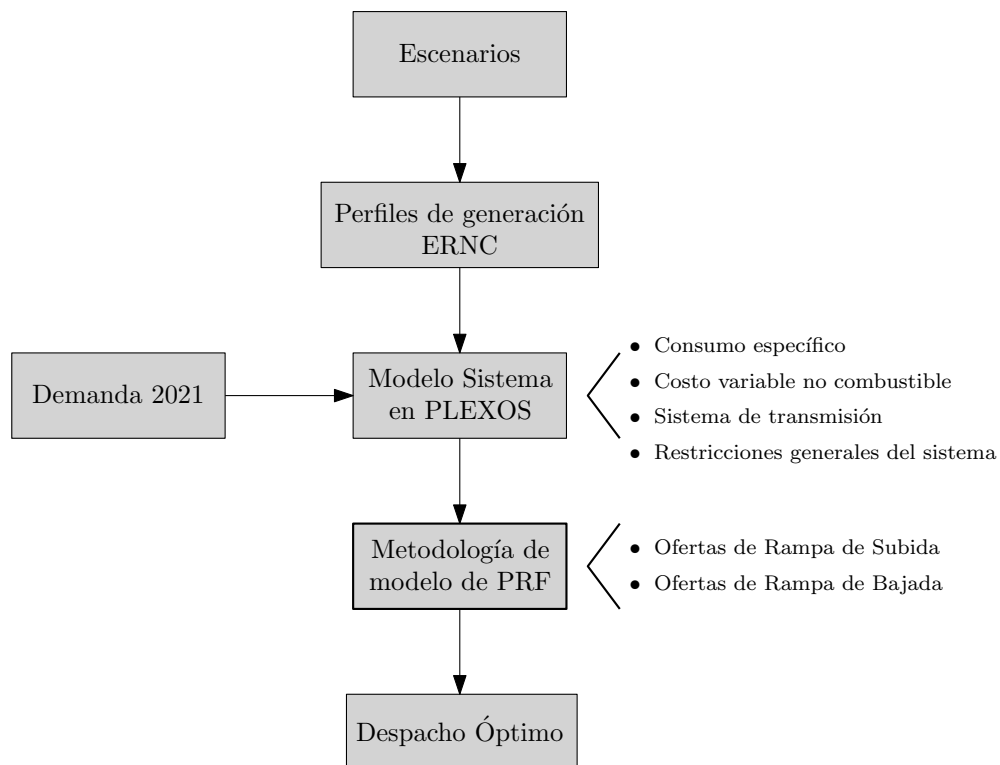 Escenarios
Perfiles de generación
ERNC
Demanda 2021
Modelo Sistema
en PLEXOS
• Consumo específico
• Costo variable no combustible
• Sistema de transmisión
• Restricciones generales del sistema
Metodología de
modelo de PRF
• Ofertas de Rampa de Subida
• Ofertas de Rampa de Bajada
Despacho Óptimo